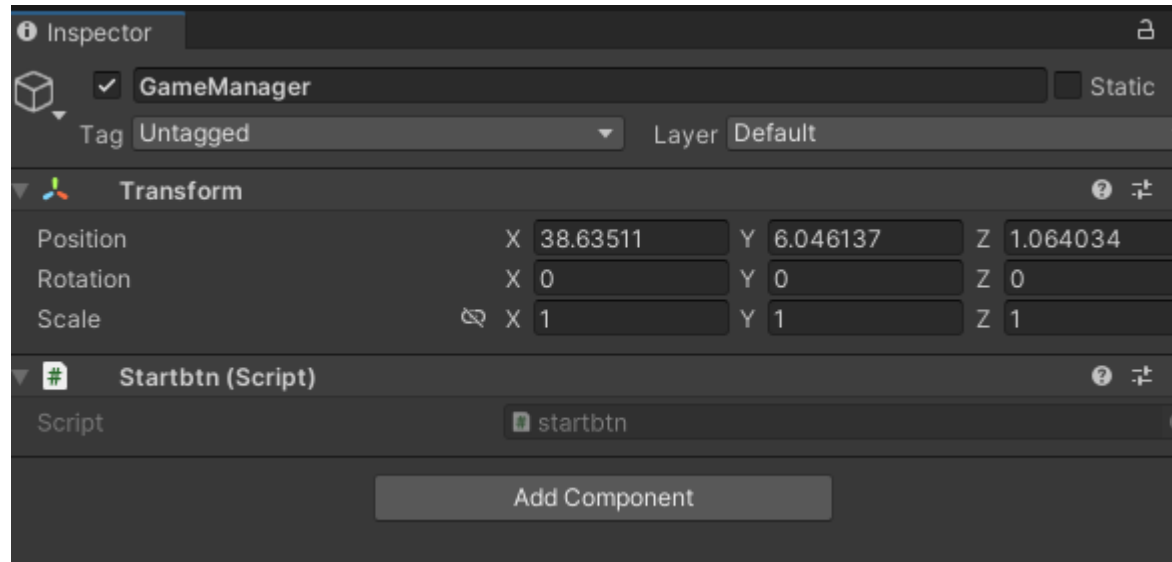 Inspector
GameManager Static
Tag Untagged Layer Default
Transform
Position X 38.63511 Y 6.046137 Z 1.064034
Rotation X 0 Y 0 Z 0
Scale X 1 Y 1 Z 1
# Startbtn (Script)
Script # startbtn
Add Component